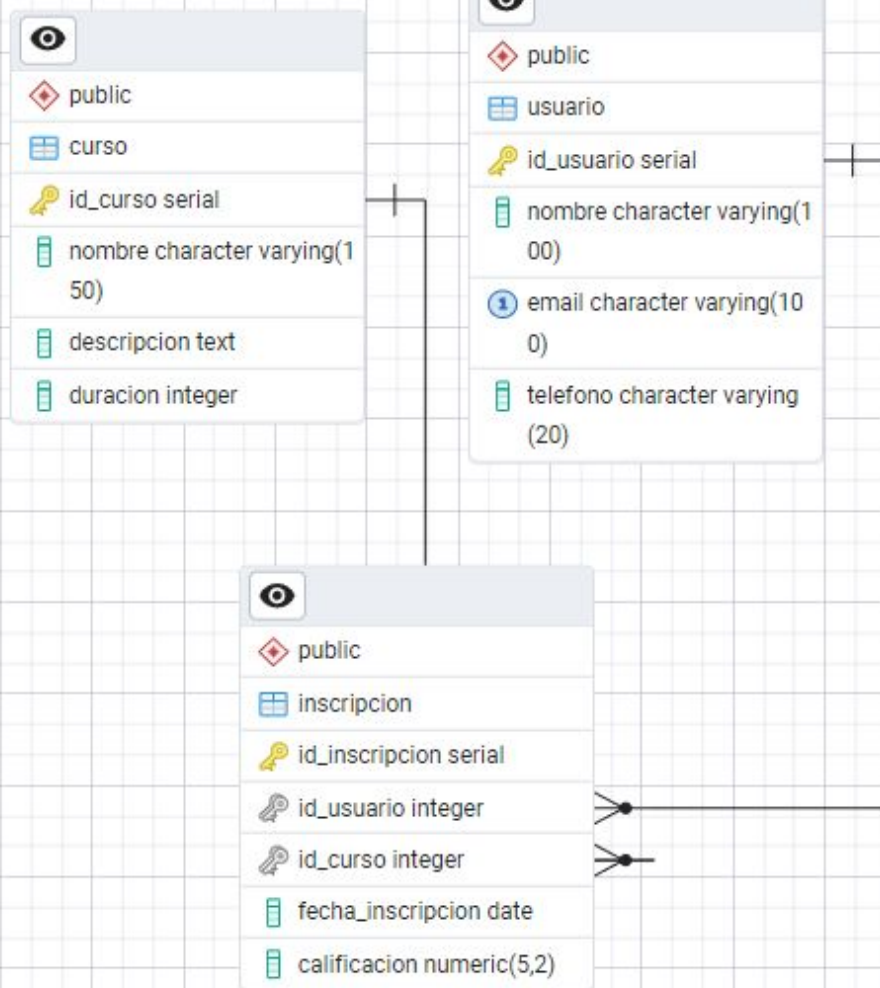 public
curso
id_curso serial
nombre character varying(1
50)
descripcion text
duracion integer
public
usuario
id_usuario serial
nombre character varying(1
00)
email character varying(10
0)
telefono character varying
(20)
public
inscripcion
id_inscripcion serial
id_usuario integer
id_curso integer
fecha_inscripcion date
calificacion numeric(5,2)